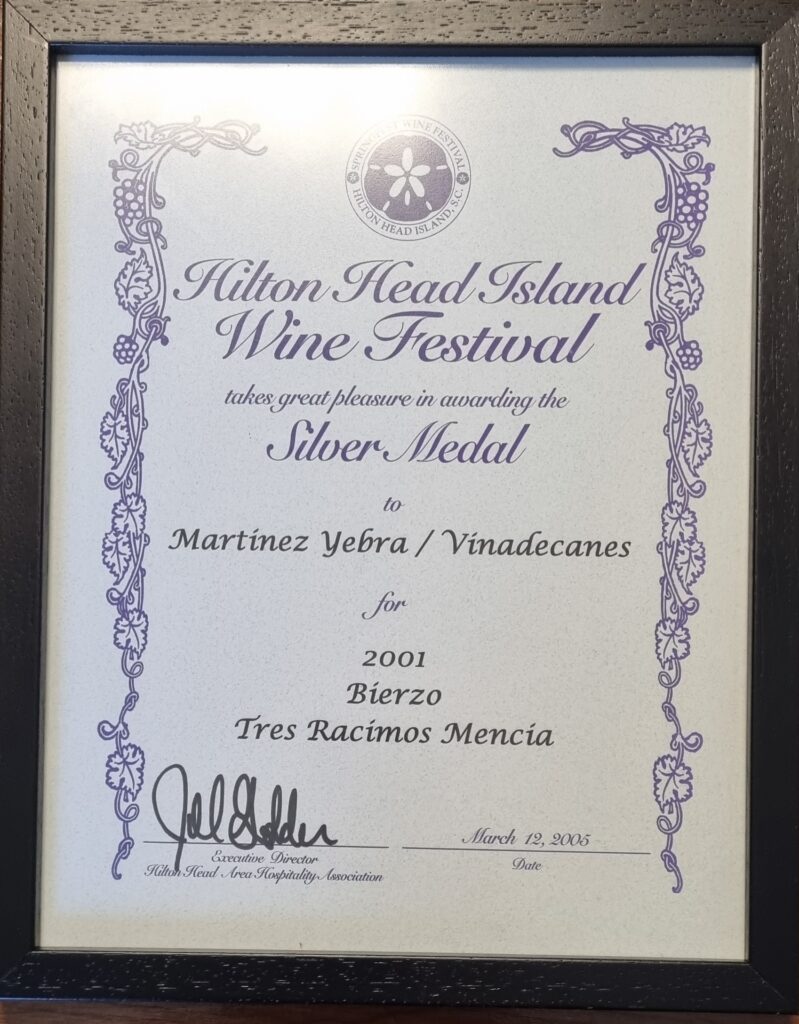 SPRINGFEST WINE FESTIVAL
HILTON HEAD ISLAND, S.C.
Hilton Head Island
Wine Festival
takes great pleasure in awarding the
Silver Medal
to
Martínez Yebra / Vinadecanes
for
2001
Bierzo
Tres Racimos Mencía
March 12, 2005
Executive Director
Date
Hilton Head Area Hospitality Association